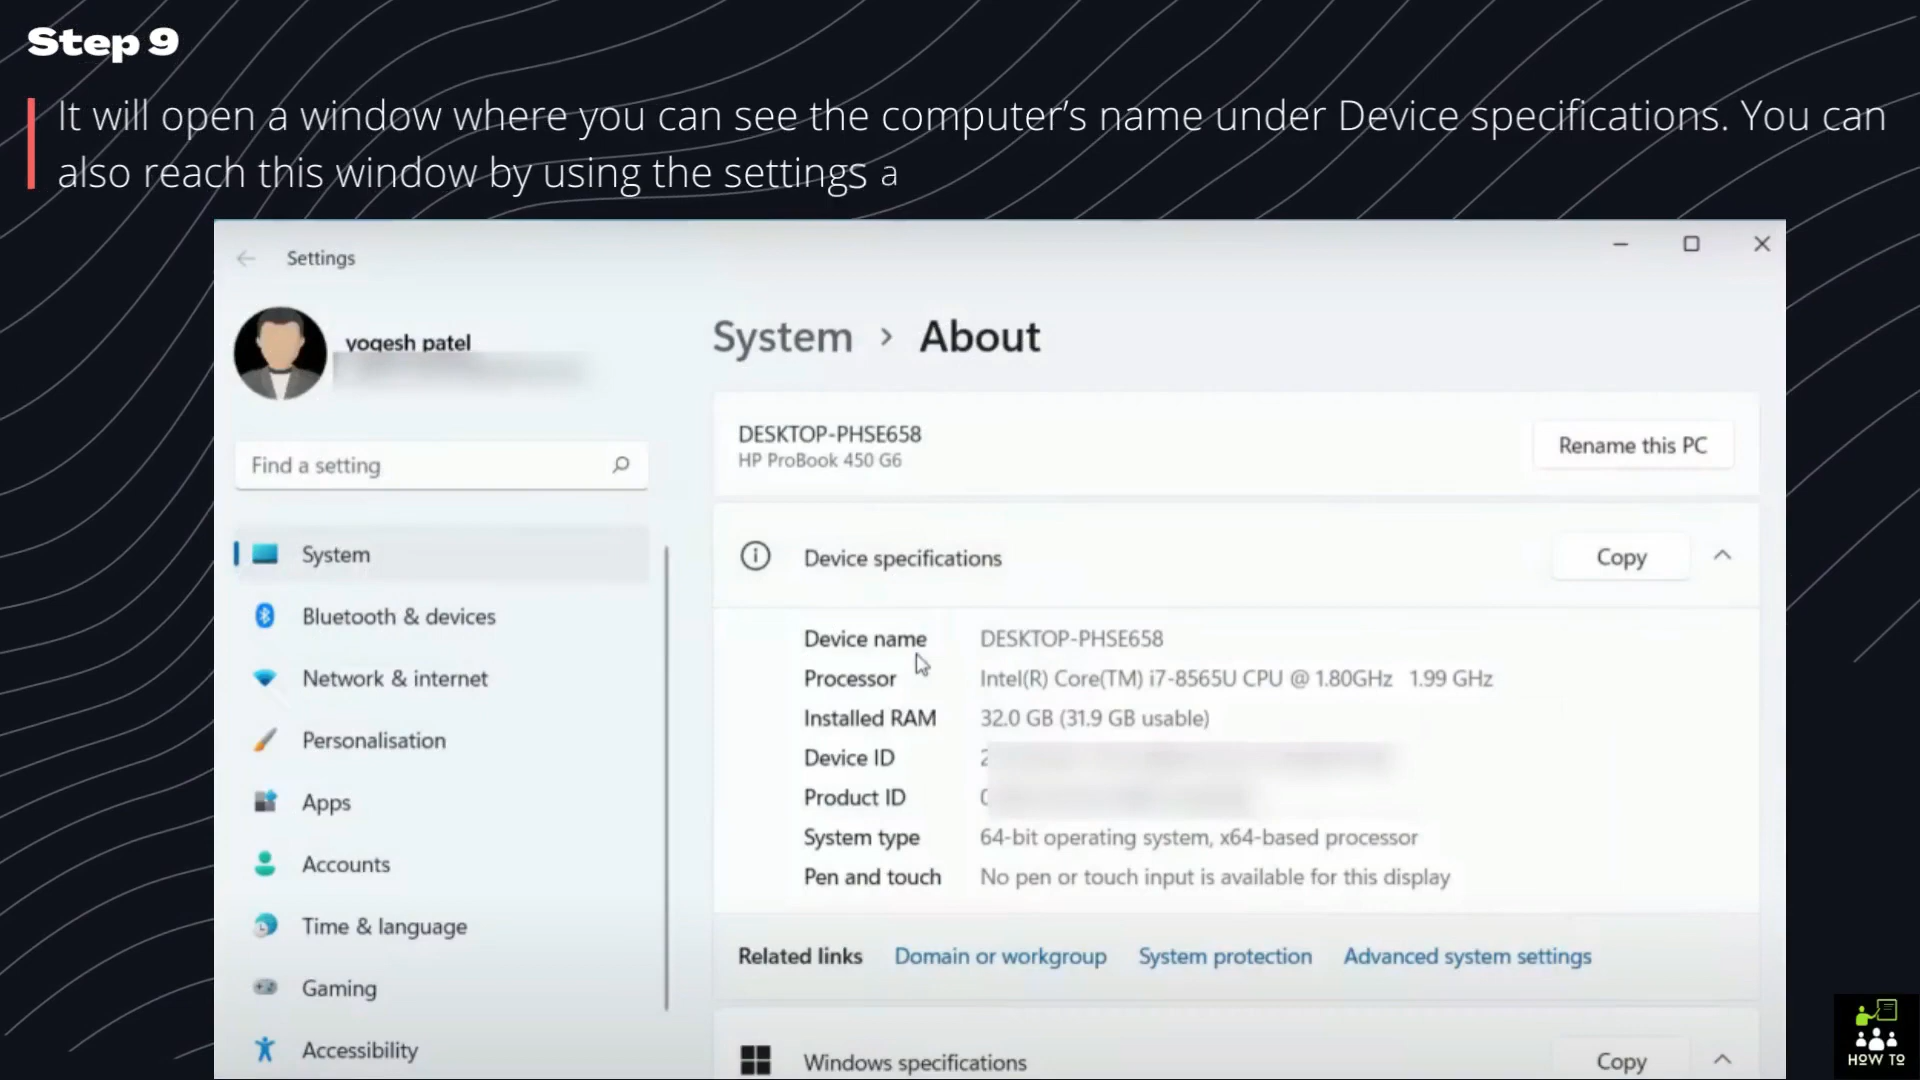 Step 9
It will open a window where you can see the computer’s name under Device specifications. You can
also reach this window by using the settings a
Settings
yogesh patel
Find a setting
System
Bluetooth & devices
Network & internet
Personalisation
Apps
Accounts
Time & language
Gaming
Accessibility
System > About
DESKTOP-PHSE658
HP ProBook 450 G6
Rename this PC
Device specifications
Copy
Device name DESKTOP-PHSE658
Processor Intel(R) Core(TM) i7-8565U CPU @ 1.80GHz 1.99 GHz
Installed RAM 32.0 GB (31.9 GB usable)
Device ID
Product ID
System type 64-bit operating system, x64-based processor
Pen and touch No pen or touch input is available for this display
Related links Domain or workgroup System protection Advanced system settings
Windows specifications
Copy
HOW TO